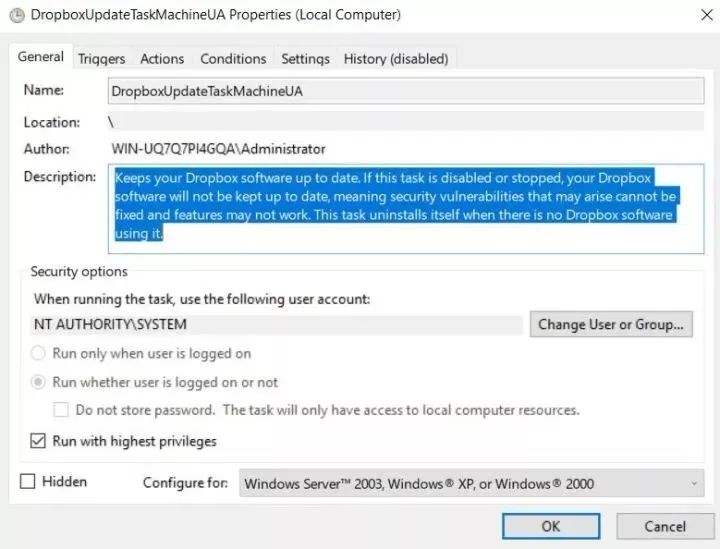 DropboxUpdateTaskMachineUA Properties (Local Computer)
General Triggers Actions Conditions Settings History (disabled)
Name: DropboxUpdateTaskMachineUA
Location: \
Author: WIN-UQ7Q7PI4GQA\Administrator
Description: Keeps your Dropbox software up to date. If this task is disabled or stopped, your Dropbox
software will not be kept up to date, meaning security vulnerabilities that may arise cannot be
fixed and features may not work. This task uninstalls itself when there is no Dropbox software
using it.
Security options
When running the task, use the following user account:
NT AUTHORITY\SYSTEM Change User or Group...
Run only when user is logged on
Run whether user is logged on or not
Do not store password. The task will only have access to local computer resources.
Run with highest privileges
Hidden Configure for: Windows Server™ 2003, Windows® XP, or Windows® 2000
OK Cancel